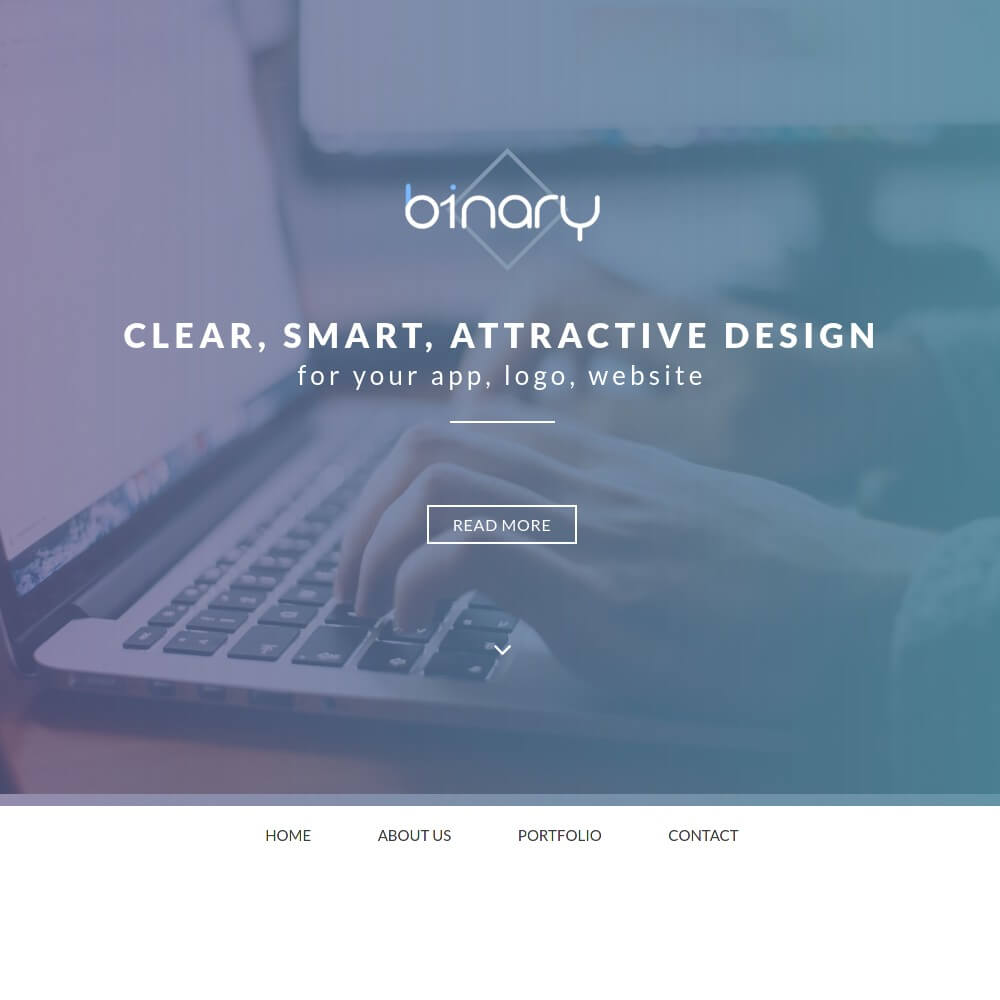 binary
CLEAR, SMART, ATTRACTIVE DESIGN
for your app, logo, website
READ MORE
HOME ABOUT US PORTFOLIO CONTACT